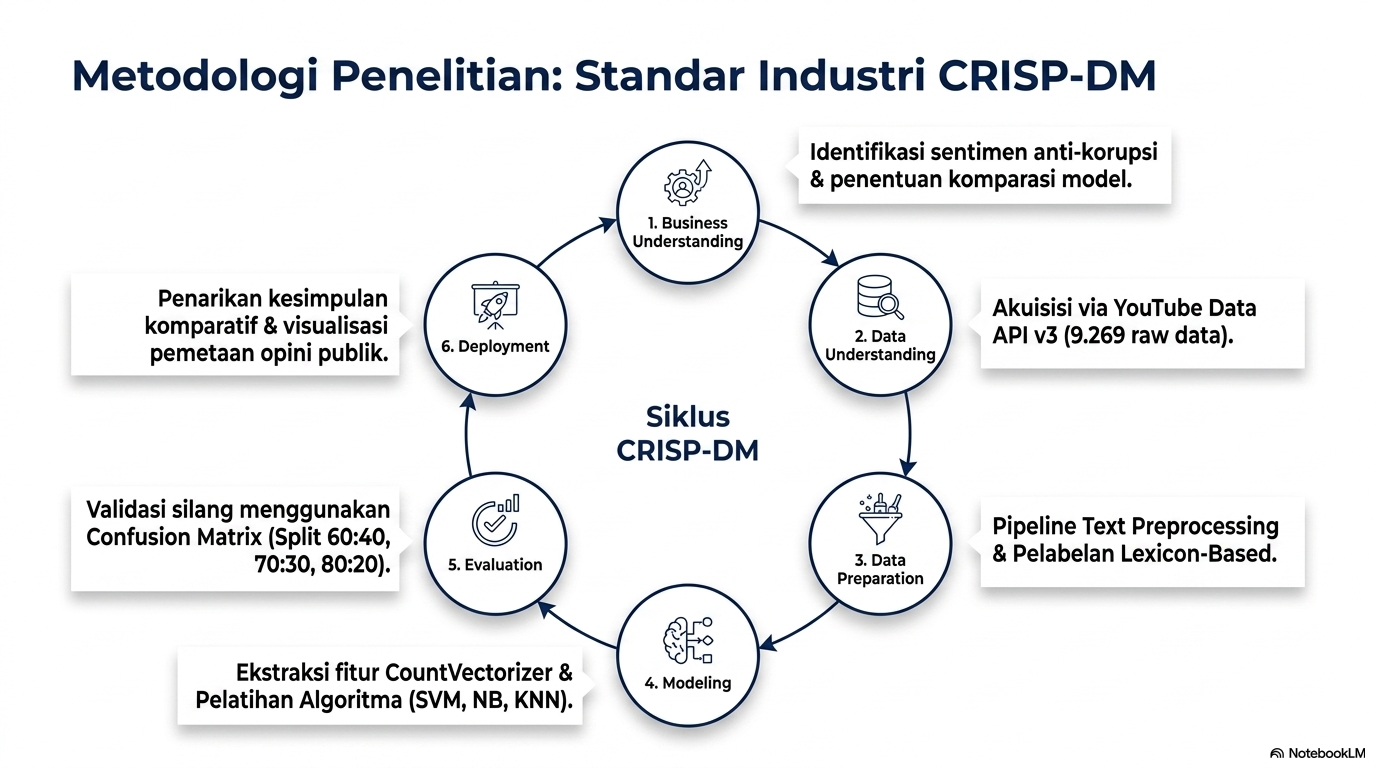 Metodologi Penelitian: Standar Industri CRISP-DM
1. Business
Understanding
Identifikasi sentimen anti-korupsi
& penentuan komparasi model.
2. Data
Understanding
Akuisisi via YouTube Data
API v3 (9.269 raw data).
3. Data
Preparation
Pipeline Text Preprocessing
& Pelabelan Lexicon-Based.
4. Modeling
Ekstraksi fitur CountVectorizer &
Pelatihan Algoritma (SVM, NB, KNN).
5. Evaluation
Validasi silang menggunakan
Confusion Matrix (Split 60:40,
70:30, 80:20).
6. Deployment
Penarikan kesimpulan
komparatif & visualisasi
pemetaan opini publik.
Siklus
CRISP-DM
NotebookLM